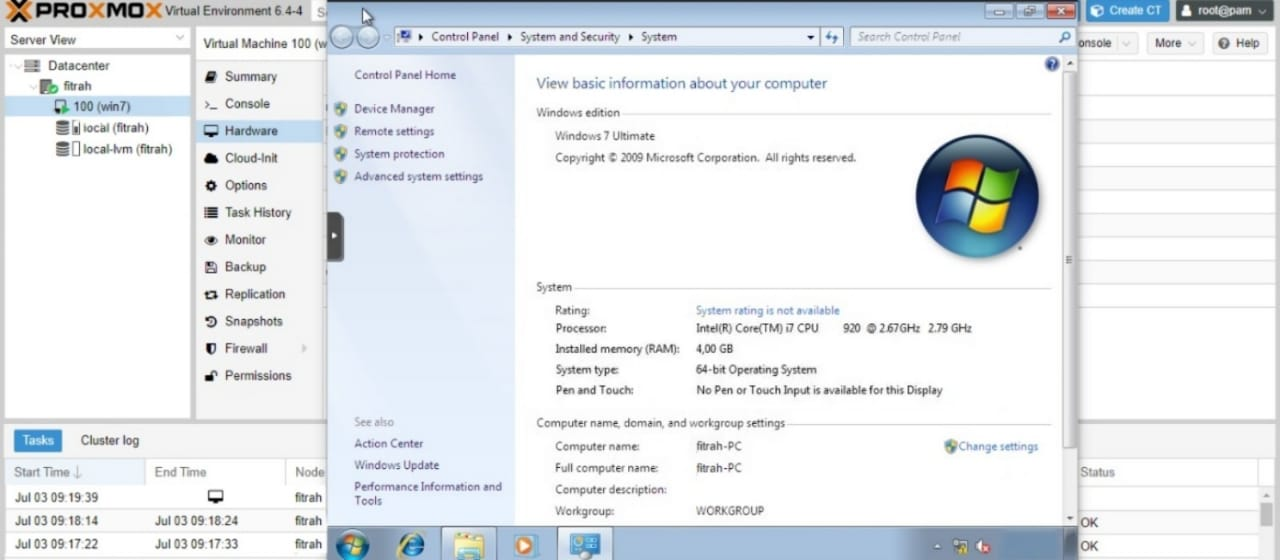 PROXMOX Virtual Environment 6.4-4
Create CT
root@pam
Server View
Virtual Machine 100
More
Help
Datacenter
fitrah
100 (win7)
local (fitrah)
local-lvm (fitrah)
Summary
Console
Hardware
Cloud-Init
Options
Task History
Monitor
Backup
Replication
Snapshots
Firewall
Permissions
Control Panel
System and Security
System
Search Control Panel
Control Panel Home
Device Manager
Remote settings
System protection
Advanced system settings
See also
Action Center
Windows Update
Performance Information and
Tools
View basic information about your computer
Windows edition
Windows 7 Ultimate
Copyright © 2009 Microsoft Corporation. All rights reserved.
System
Rating: System rating is not available
Processor: Intel(R) Core(TM) i7 CPU 920 @ 2.67GHz 2.79 GHz
Installed memory (RAM): 4,00 GB
System type: 64-bit Operating System
Pen and Touch: No Pen or Touch Input is available for this Display
Computer name, domain, and workgroup settings
Computer name: fitrah-PC
Change settings
Full computer name: fitrah-PC
Computer description:
Workgroup: WORKGROUP
Tasks
Cluster log
Start Time End Time Node Status
Jul 03 09:19:39 fitrah
Jul 03 09:18:14 Jul 03 09:18:24 fitrah OK
Jul 03 09:17:22 Jul 03 09:17:33 fitrah OK